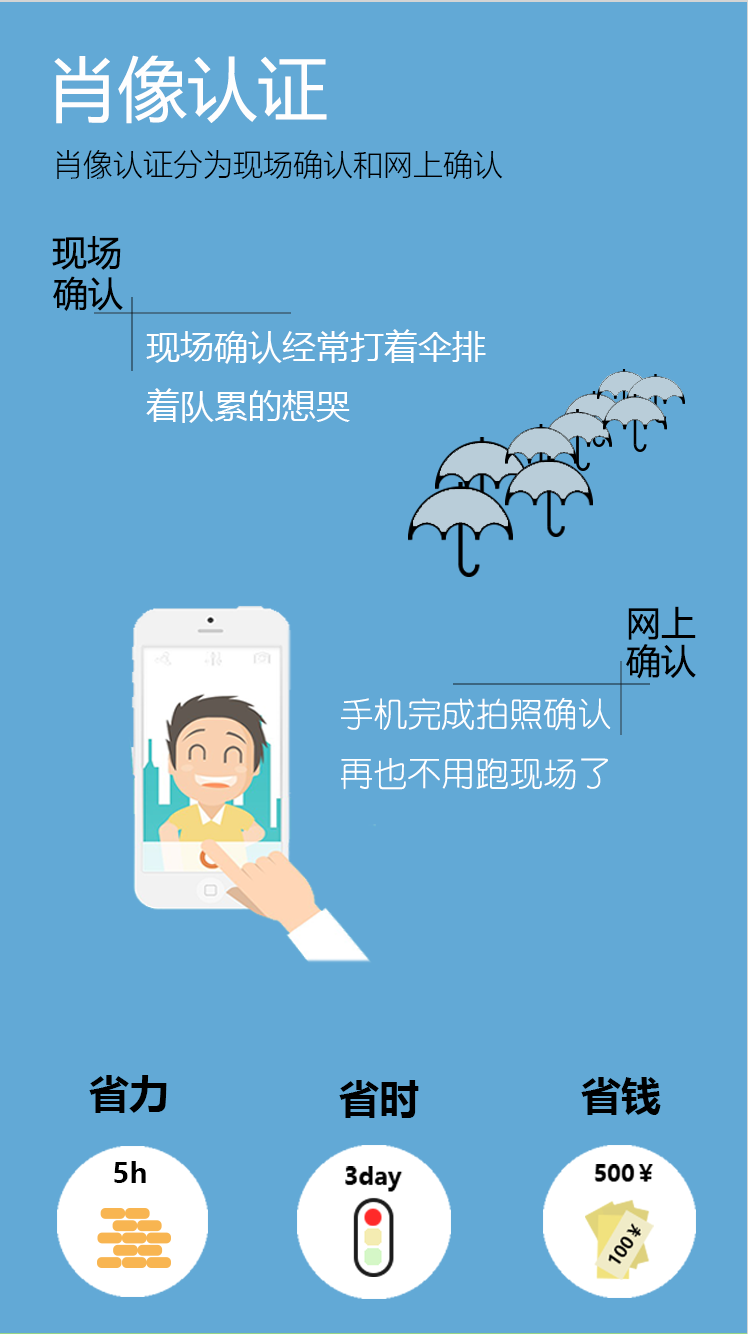 肖像认证
肖像认证分为现场确认和网上确认
现场
确认
现场确认经常打着伞排
着队累的想哭
网上
确认
手机完成拍照确认
再也不用跑现场了
省力
省时
省钱
5h
3day
500¥
100¥